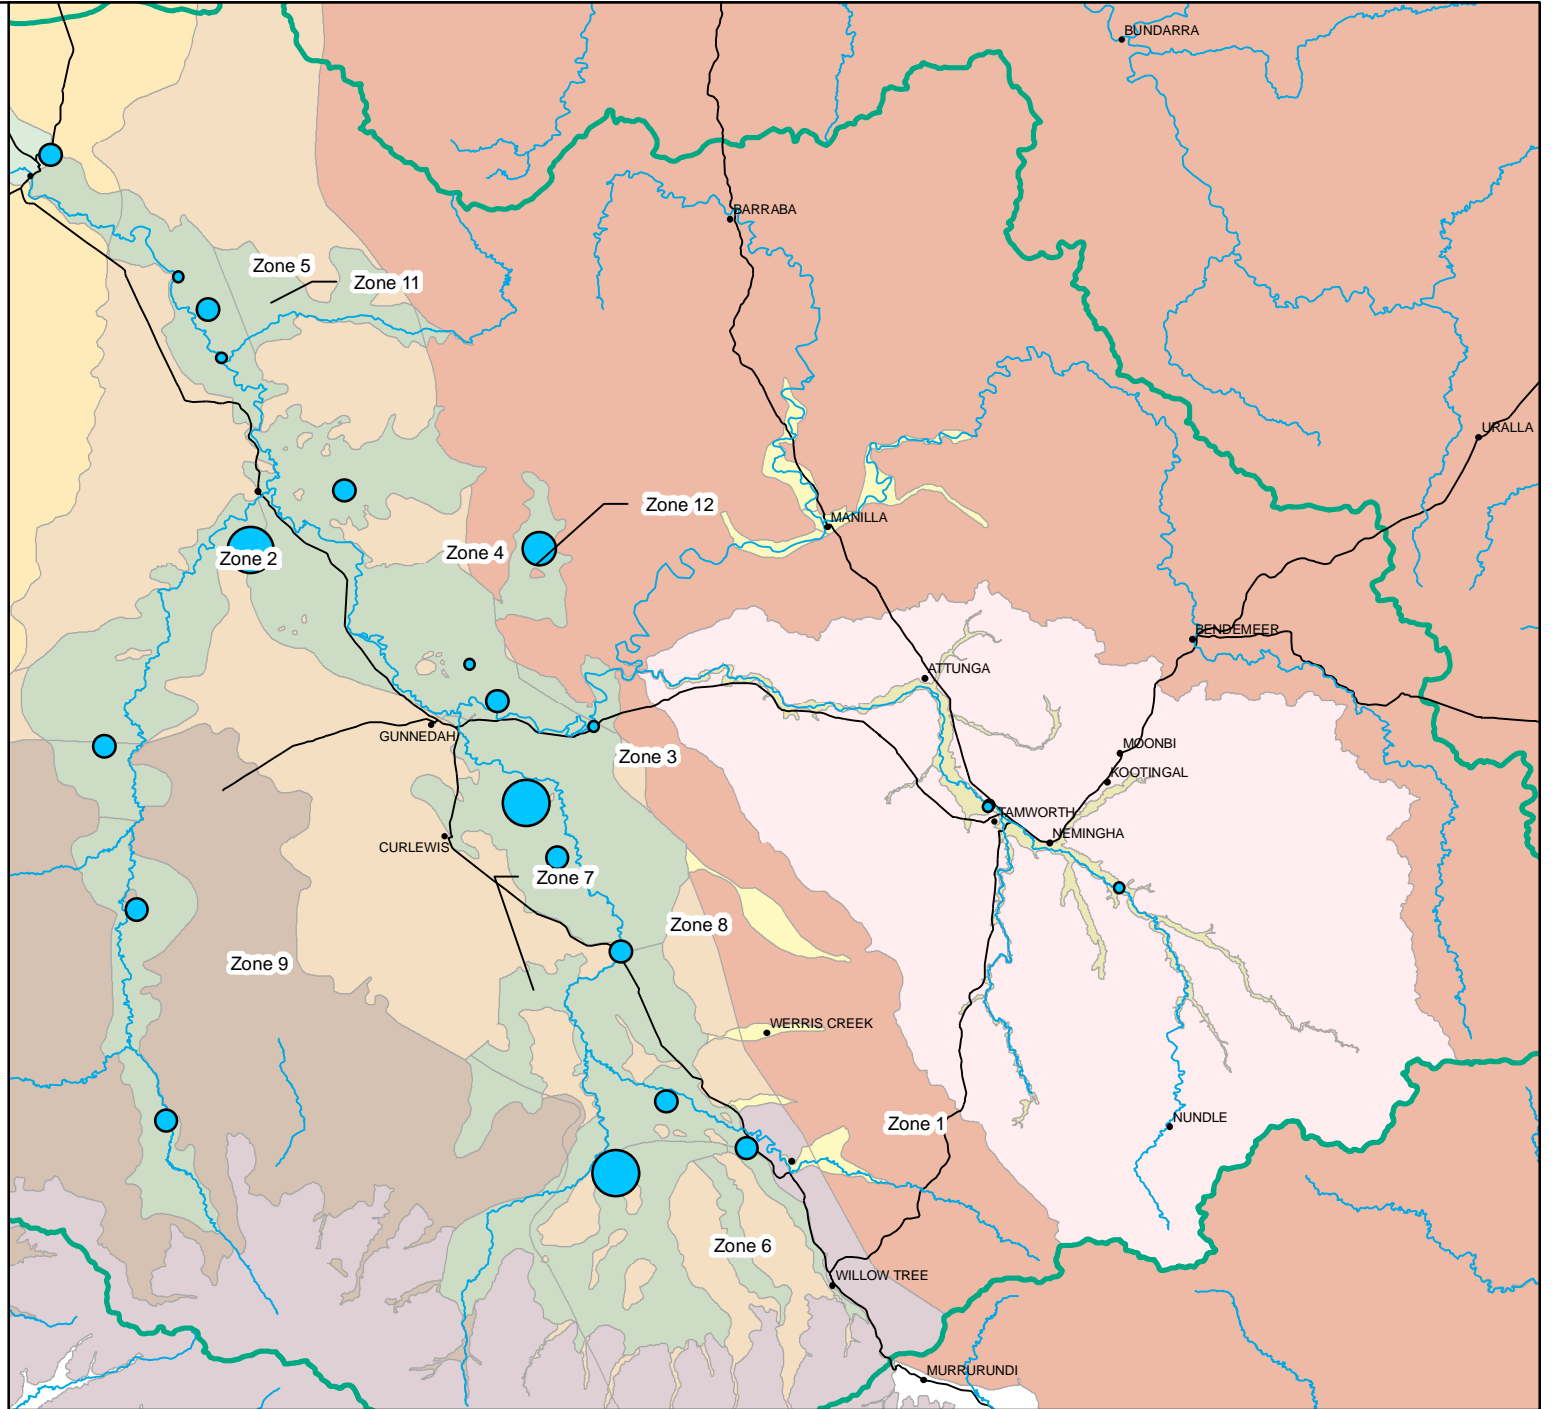 BUNDARRA
BARRABA
Zone 5
Zone 11
URALLA
Zone 12
MANILLA
Zone 4
Zone 2
BENDEMEER
ATTUNGA
GUNNEDAH
MOONBI
Zone 3
KOOTINGAL
TAMWORTH
NEMINGHA
CURLEWIS
Zone 7
Zone 8
Zone 9
WERRIS CREEK
NUNDLE
Zone 1
Zone 6
WILLOW TREE
MURRURUNDI